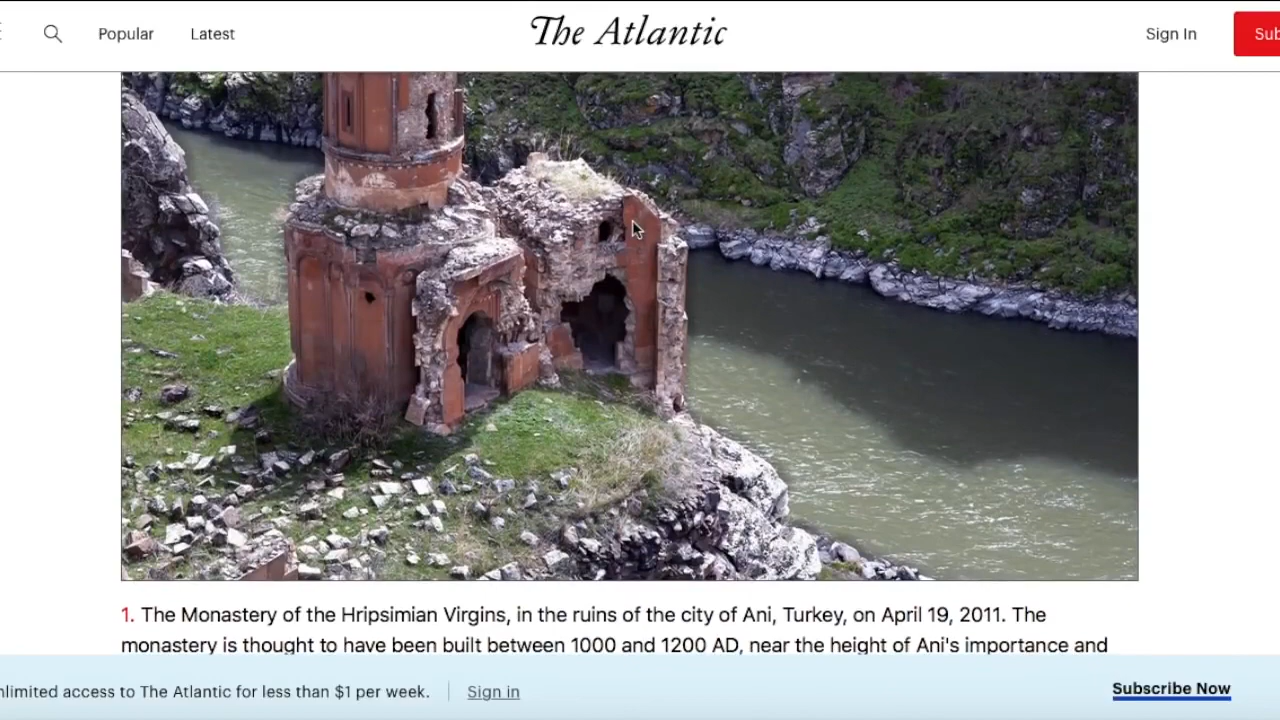 Popular
Latest
The Atlantic
Sign In
Sub
1. The Monastery of the Hripsimian Virgins, in the ruins of the city of Ani, Turkey, on April 19, 2011. The
monastery is thought to have been built between 1000 and 1200 AD, near the height of Ani's importance and
nlimited access to The Atlantic for less than $1 per week.
Sign in
Subscribe Now